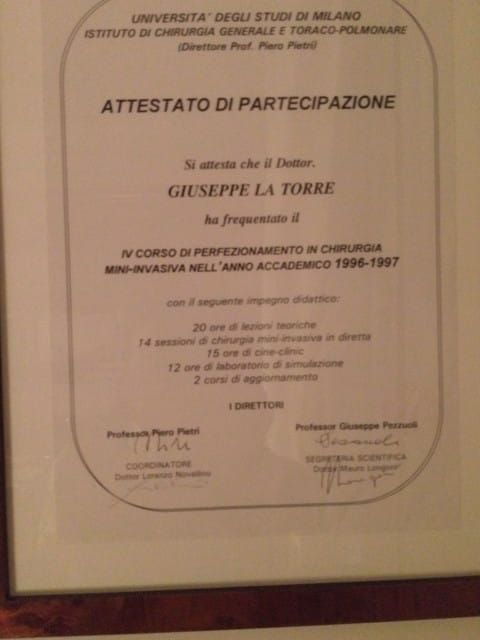 UNIVERSITA' DEGLI STUDI DI MILANO
ISTITUTO DI CHIRURGIA GENERALE E TORACO-POLMONARE
(Direttore Prof. Piero Pietri)
ATTESTATO DI PARTECIPAZIONE
Si attesta che il Dottor.
GIUSEPPE LA TORRE
ha frequentato il
IV CORSO DI PERFEZIONAMENTO IN CHIRURGIA
MINI-INVASIVA NELL'ANNO ACCADEMICO 1996-1997
con il seguente impegno didattico:
20 ore di lezioni teoriche
14 sessioni di chirurgia mini-invasiva in diretta
15 ore di cine-clinic
12 ore di laboratorio di simulazione
2 corsi di aggiornamento
I DIRETTORI
Professor Piero Pietri
Professor Giuseppe Pezzuoli
COORDINATORE
Dottor Lorenzo Novellino
SEGRETERIA SCIENTIFICA
Dottor Mauro Longoni